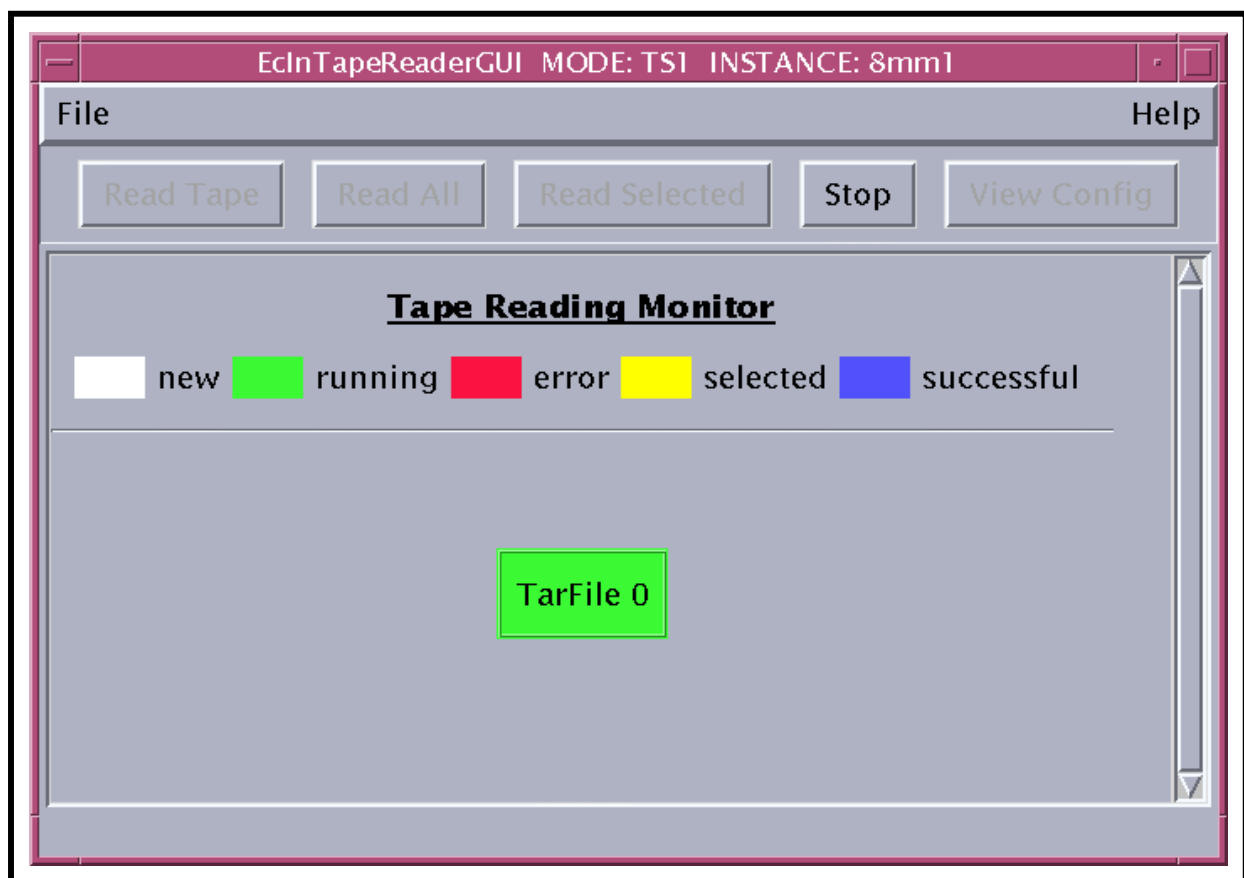 EcInTapeReaderGUI MODE: TS1 INSTANCE: 8mm1
File Help
Read Tape Read All Read Selected Stop View Config
Tape Reading Monitor
new running error selected successful
TarFile 0